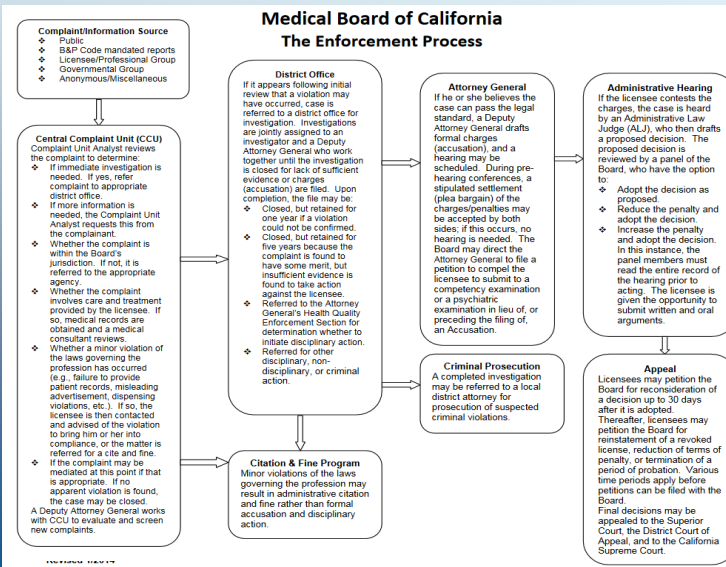 Medical Board of California
The Enforcement Process
Complaint/Information Source
❖ Public
❖ B&P Code mandated reports
❖ Licensee/Professional Group
❖ Governmental Group
❖ Anonymous/Miscellaneous
Central Complaint Unit (CCU)
Complaint Unit Analyst reviews
the complaint to determine:
❖ If immediate investigation is
needed. If yes, refer
complaint to appropriate
district office.
❖ If more information is
needed, the Complaint Unit
Analyst requests this from
the complainant.
❖ Whether the complaint is
within the Board's
jurisdiction. If not, it is
referred to the appropriate
agency.
❖ Whether the complaint
involves care and treatment
provided by the licensee. If
so, medical records are
obtained and a medical
consultant reviews.
❖ Whether a minor violation of
the laws governing the
profession has occurred
(e.g., failure to provide
patient records, misleading
advertisement, dispensing
violations, etc.). If so, the
licensee is then contacted
and advised of the violation
to bring him or her into
compliance, or the matter is
referred for a cite and fine.
❖ If the complaint may be
mediated at this point if that
is appropriate. If no
apparent violation is found,
the case may be closed.
A Deputy Attorney General works
with CCU to evaluate and screen
new complaints.
District Office
If it appears following initial
review that a violation may
have occurred, case is
referred to a district office for
investigation. Investigations
are jointly assigned to an
investigator and a Deputy
Attorney General who work
together until the investigation
is closed for lack of sufficient
evidence or charges
(accusation) are filed. Upon
completion, the file may be:
❖ Closed, but retained for
one year if a violation
could not be confirmed.
❖ Closed, but retained for
five years because the
complaint is found to
have some merit, but
insufficient evidence is
found to take action
against the licensee.
❖ Referred to the Attorney
General's Health Quality
Enforcement Section for
determination whether to
initiate disciplinary action.
❖ Referred for other
disciplinary, non-
disciplinary, or criminal
action.
Citation & Fine Program
Minor violations of the laws
governing the profession may
result in administrative citation
and fine rather than formal
accusation and disciplinary
action.
Attorney General
If he or she believes the
case can pass the legal
standard, a Deputy
Attorney General drafts
formal charges
(accusation), and a
hearing may be
scheduled. During pre-
hearing conferences, a
stipulated settlement
(plea bargain) of the
charges/penalties may
be accepted by both
sides; if this occurs, no
hearing is needed. The
Board may direct the
Attorney General to file a
petition to compel the
licensee to submit to a
competency examination
or a psychiatric
examination in lieu of, or
preceding the filing of,
an Accusation.
Criminal Prosecution
A completed investigation
may be referred to a local
district attorney for
prosecution of suspected
criminal violations.
Administrative Hearing
If the licensee contests the
charges, the case is heard
by an Administrative Law
Judge (ALJ), who then drafts
a proposed decision. The
proposed decision is
reviewed by a panel of the
Board, who have the option
to:
❖ Adopt the decision as
proposed.
❖ Reduce the penalty and
adopt the decision.
❖ Increase the penalty
and adopt the decision.
In this instance, the
panel members must
read the entire record of
the hearing prior to
acting. The licensee is
given the opportunity to
submit written and oral
arguments.
Appeal
Licensees may petition the
Board for reconsideration of
a decision up to 30 days
after it is adopted.
Thereafter, licensees may
petition the Board for
reinstatement of a revoked
license, reduction of terms of
penalty, or termination of a
period of probation. Various
time periods apply before
petitions can be filed with the
Board.
Final decisions may be
appealed to the Superior
Court, the District Court of
Appeal, and to the California
Supreme Court.